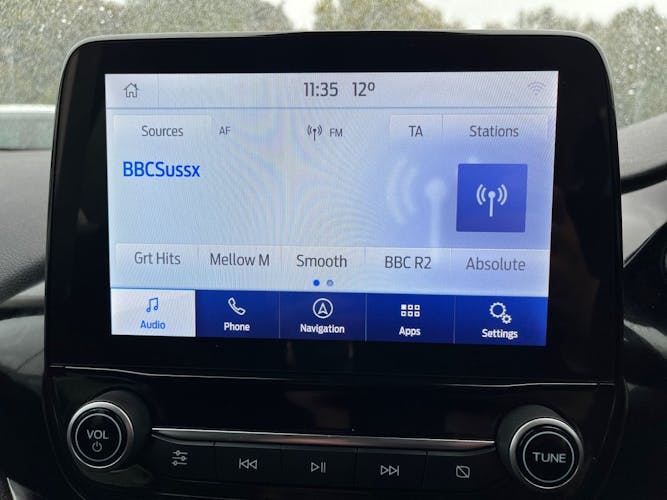 11:35 12º
Sources AF FM TA Stations
BBCSussx
Grt Hits Mellow M Smooth BBC R2 Absolute
Audio Phone Navigation Apps Settings
VOL TUNE